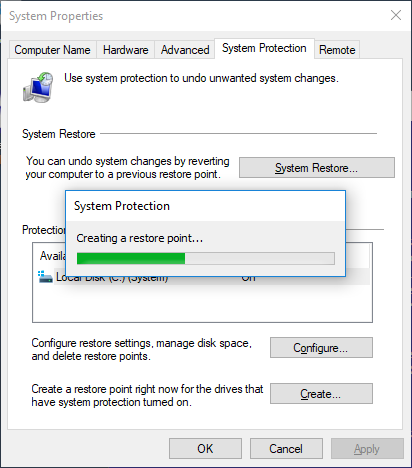 System Properties
Computer Name Hardware Advanced System Protection Remote
Use system protection to undo unwanted system changes.
System Restore
You can undo system changes by reverting
your computer to a previous restore point.
System Restore...
System Protection
Creating a restore point...
Protection
Local Disk (C:) (System) On
Configure restore settings, manage disk space,
and delete restore points.
Configure...
Create a restore point right now for the drives that
have system protection turned on.
Create...
OK Cancel Apply